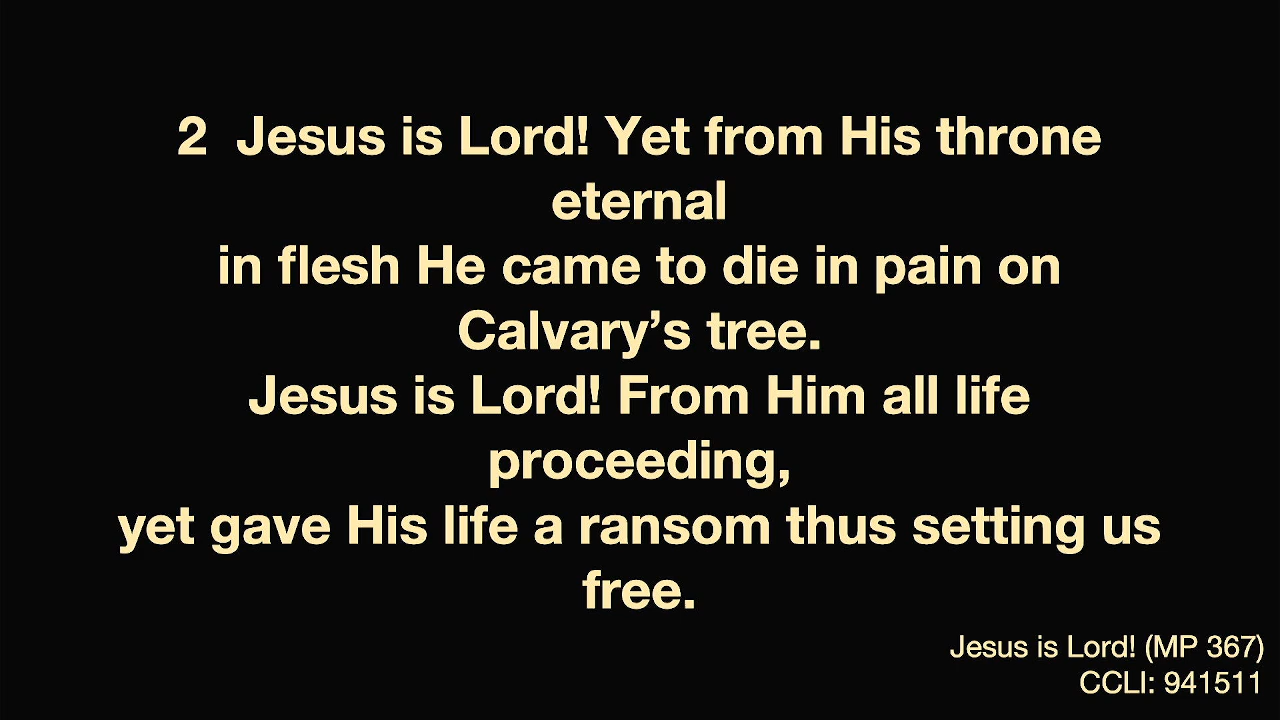 2  Jesus is Lord! Yet from His throne
eternal
in flesh He came to die in pain on
Calvary’s tree.
Jesus is Lord! From Him all life
proceeding,
yet gave His life a ransom thus setting us
free.
Jesus is Lord! (MP 367)
CCLI: 941511